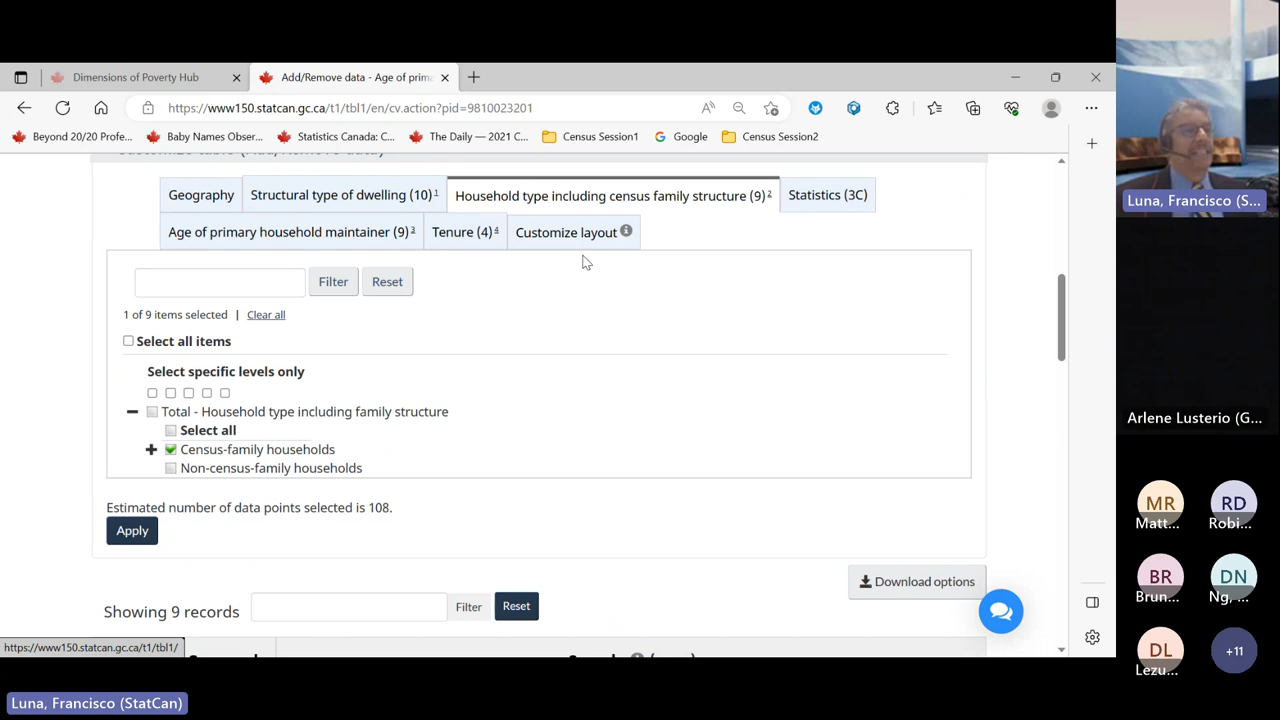 Dimensions of Poverty Hub
Add/Remove data - Age of prima
https://www150.statcan.gc.ca/t1/tbl1/en/cv.action?pid=9810023201
Beyond 20/20 Profe...
Baby Names Obser...
Statistics Canada: C...
The Daily — 2021 C...
Census Session1
Google
Census Session2
Geography
Structural type of dwelling (10) 1
Household type including census family structure (9) 2
Statistics (3C)
Age of primary household maintainer (9) 3
Tenure (4) 4
Customize layout
Filter
Reset
1 of 9 items selected | Clear all
Select all items
Select specific levels only
Total - Household type including family structure
Select all
Census-family households
Non-census-family households
Estimated number of data points selected is 108.
Apply
Download options
Showing 9 records
Filter
Reset
https://www150.statcan.gc.ca/t1/tbl1/
Luna, Francisco (StatCan)
Luna, Francisco (S...
Arlene Lusterio (G...
MR
Matt...
RD
Robi...
BR
Brun...
DN
Ng, ...
DL
Lezu...
+11